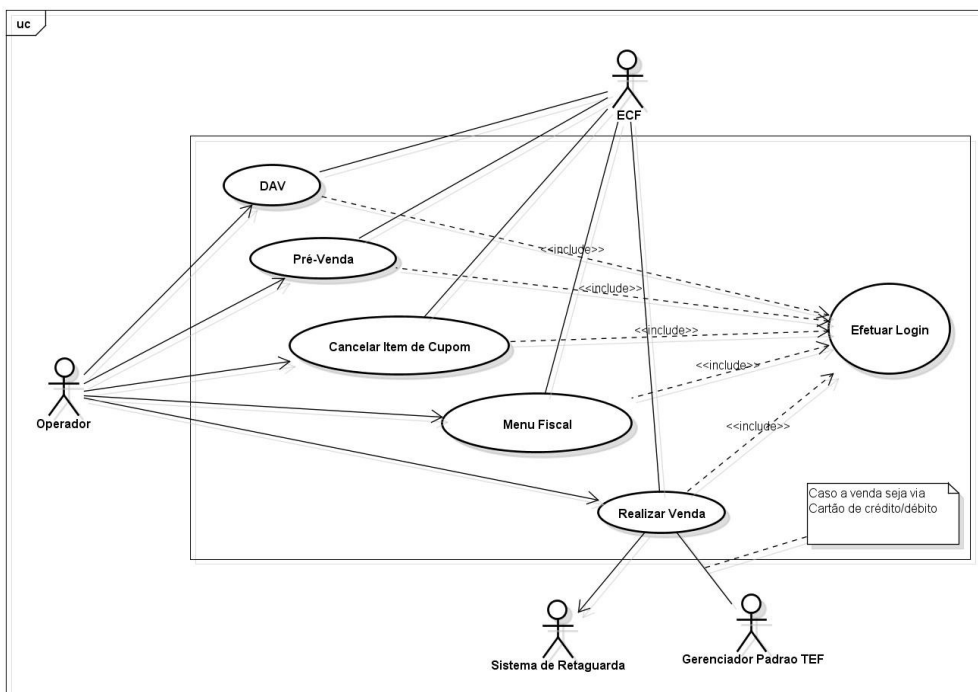 uc
ECF
DAV
<<include>>
Pré-Venda
<<include>>
Cancelar Item de Cupom
<<include>>
Efetuar Login
<<include>>
Operador
Menu Fiscal
<<include>>
Caso a venda seja via
Cartão de crédito/débito
Realizar Venda
Sistema de Retaguarda
Gerenciador Padrao TEF